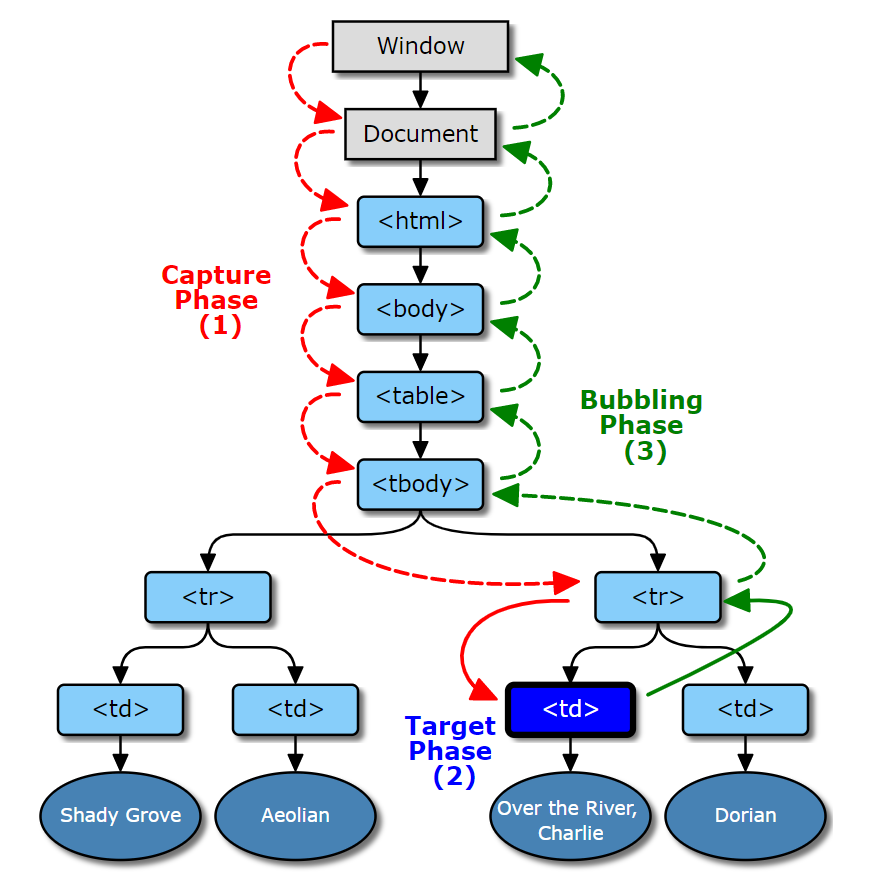 Window
Document
<html>
Capture
Phase
(1)
<body>
<table>
Bubbling
Phase
(3)
<tbody>
<tr>
<tr>
<td>
<td>
<td>
<td>
Target
Phase
(2)
Shady Grove
Aeolian
Over the River,
Charlie
Dorian